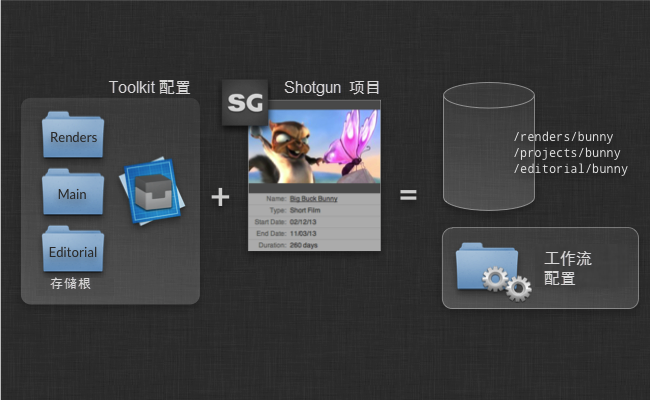 Toolkit 配置
Renders
Main
Editorial
存储根
+
Shotgun 项目
SG
Name: Big Buck Bunny
Type: Short Film
Start Date: 02/12/13
End Date: 11/03/13
Duration: 260 days
=
/renders/bunny
/projects/bunny
/editorial/bunny
工作流
配置